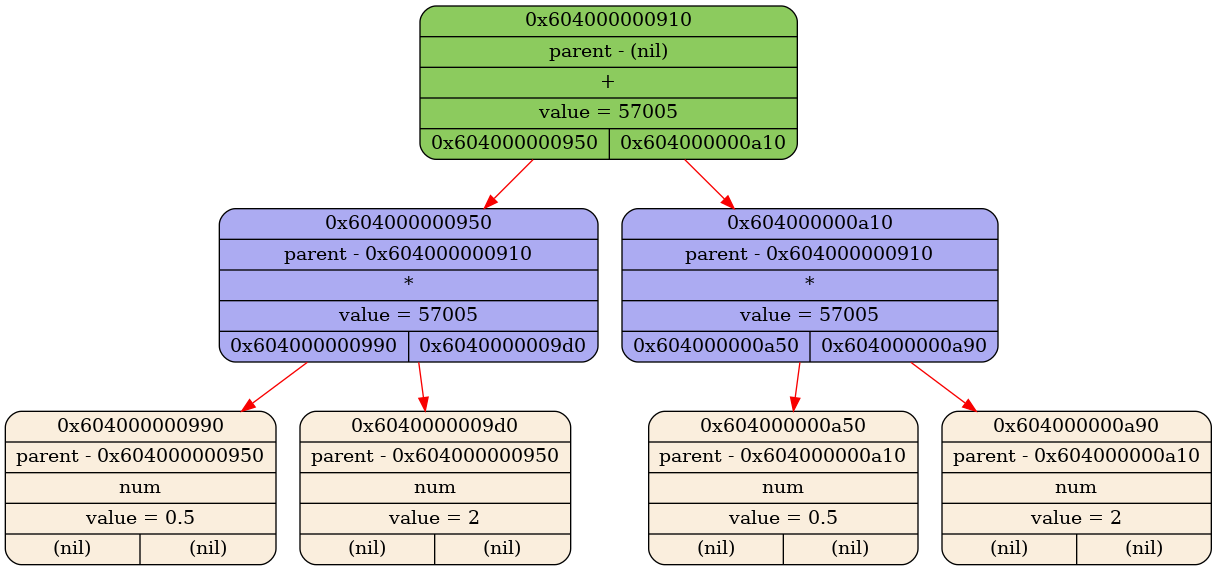 0x604000000910
parent - (nil)
+
value = 57005
0x604000000950 0x604000000a10
0x604000000950
parent - 0x604000000910
*
value = 57005
0x604000000990 0x6040000009d0
0x604000000a10
parent - 0x604000000910
*
value = 57005
0x604000000a50 0x604000000a90
0x604000000990
parent - 0x604000000950
num
value = 0.5
(nil) (nil)
0x6040000009d0
parent - 0x604000000950
num
value = 2
(nil) (nil)
0x604000000a50
parent - 0x604000000a10
num
value = 0.5
(nil) (nil)
0x604000000a90
parent - 0x604000000a10
num
value = 2
(nil) (nil)